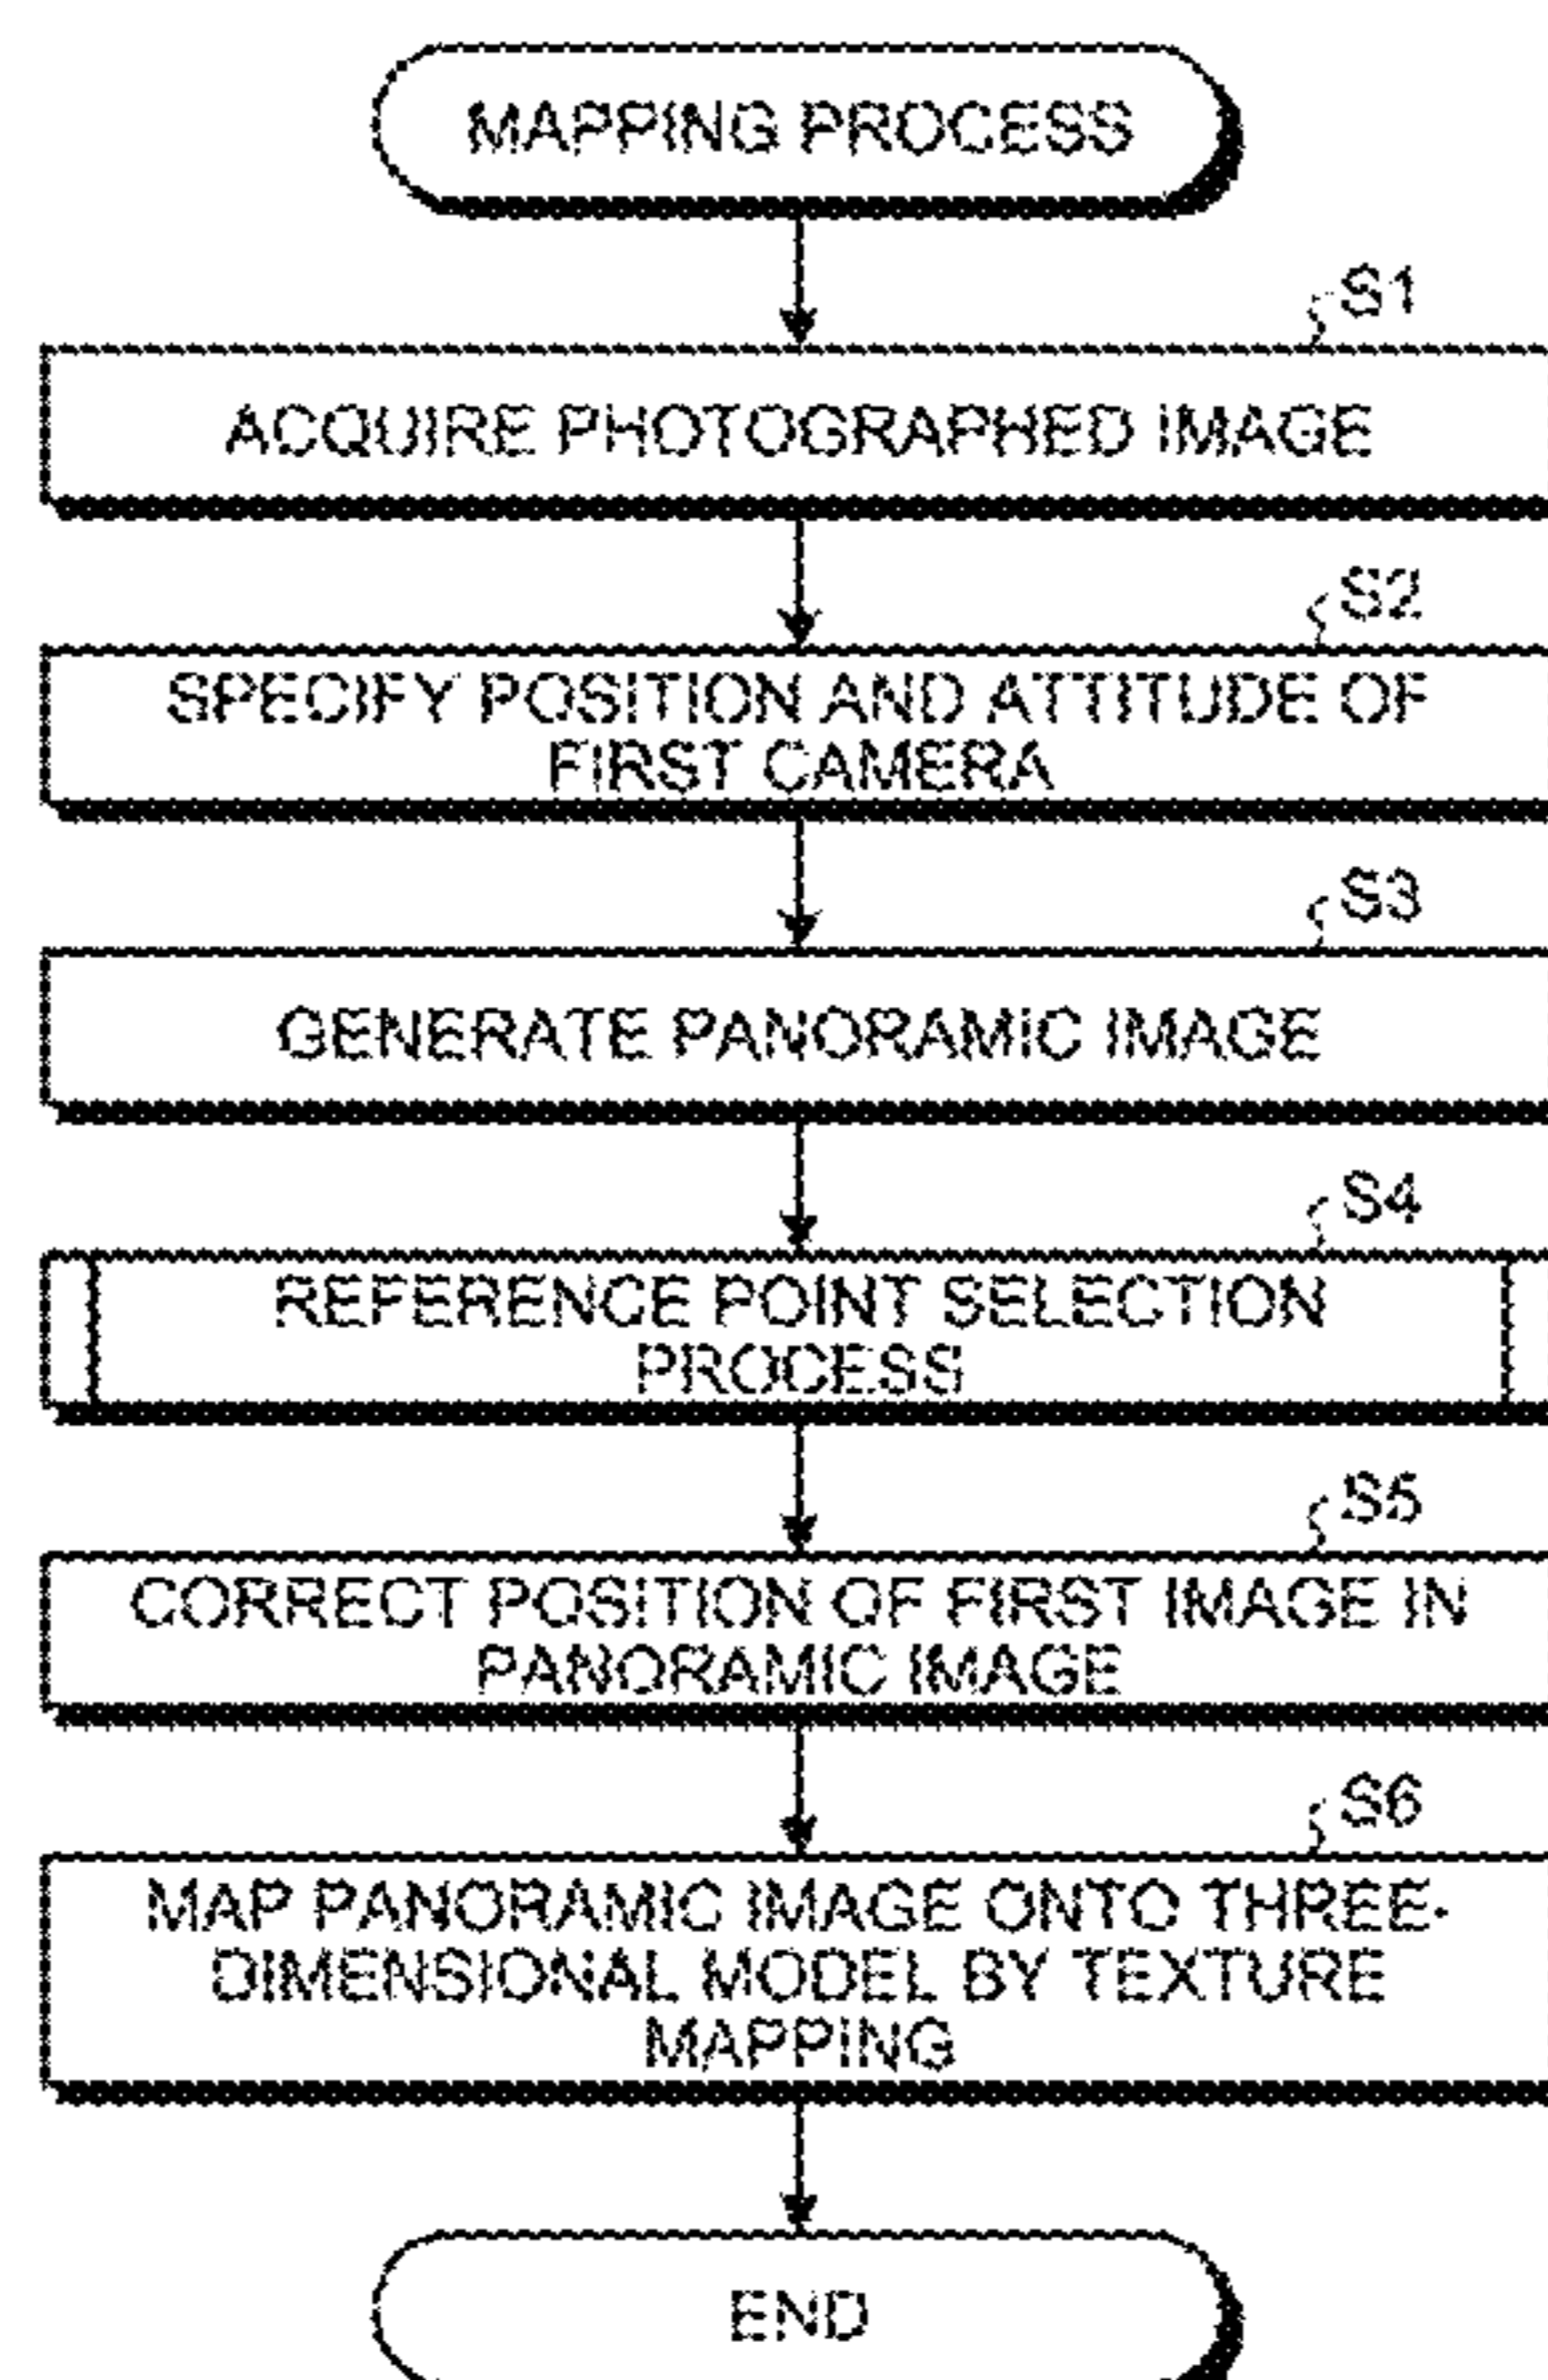 MAPPING PROCESS
S1
ACQUIRE PHOTOGRAPHED IMAGE
S2
SPECIFY POSITION AND ATTITUDE OF
FIRST CAMERA
S3
GENERATE PANORAMIC IMAGE
S4
REFERENCE POINT SELECTION
PROCESS
S5
CORRECT POSITION OF FIRST IMAGE IN
PANORAMIC IMAGE
S6
MAP PANORAMIC IMAGE ONTO THREE-
DIMENSIONAL MODEL BY TEXTURE
MAPPING
END